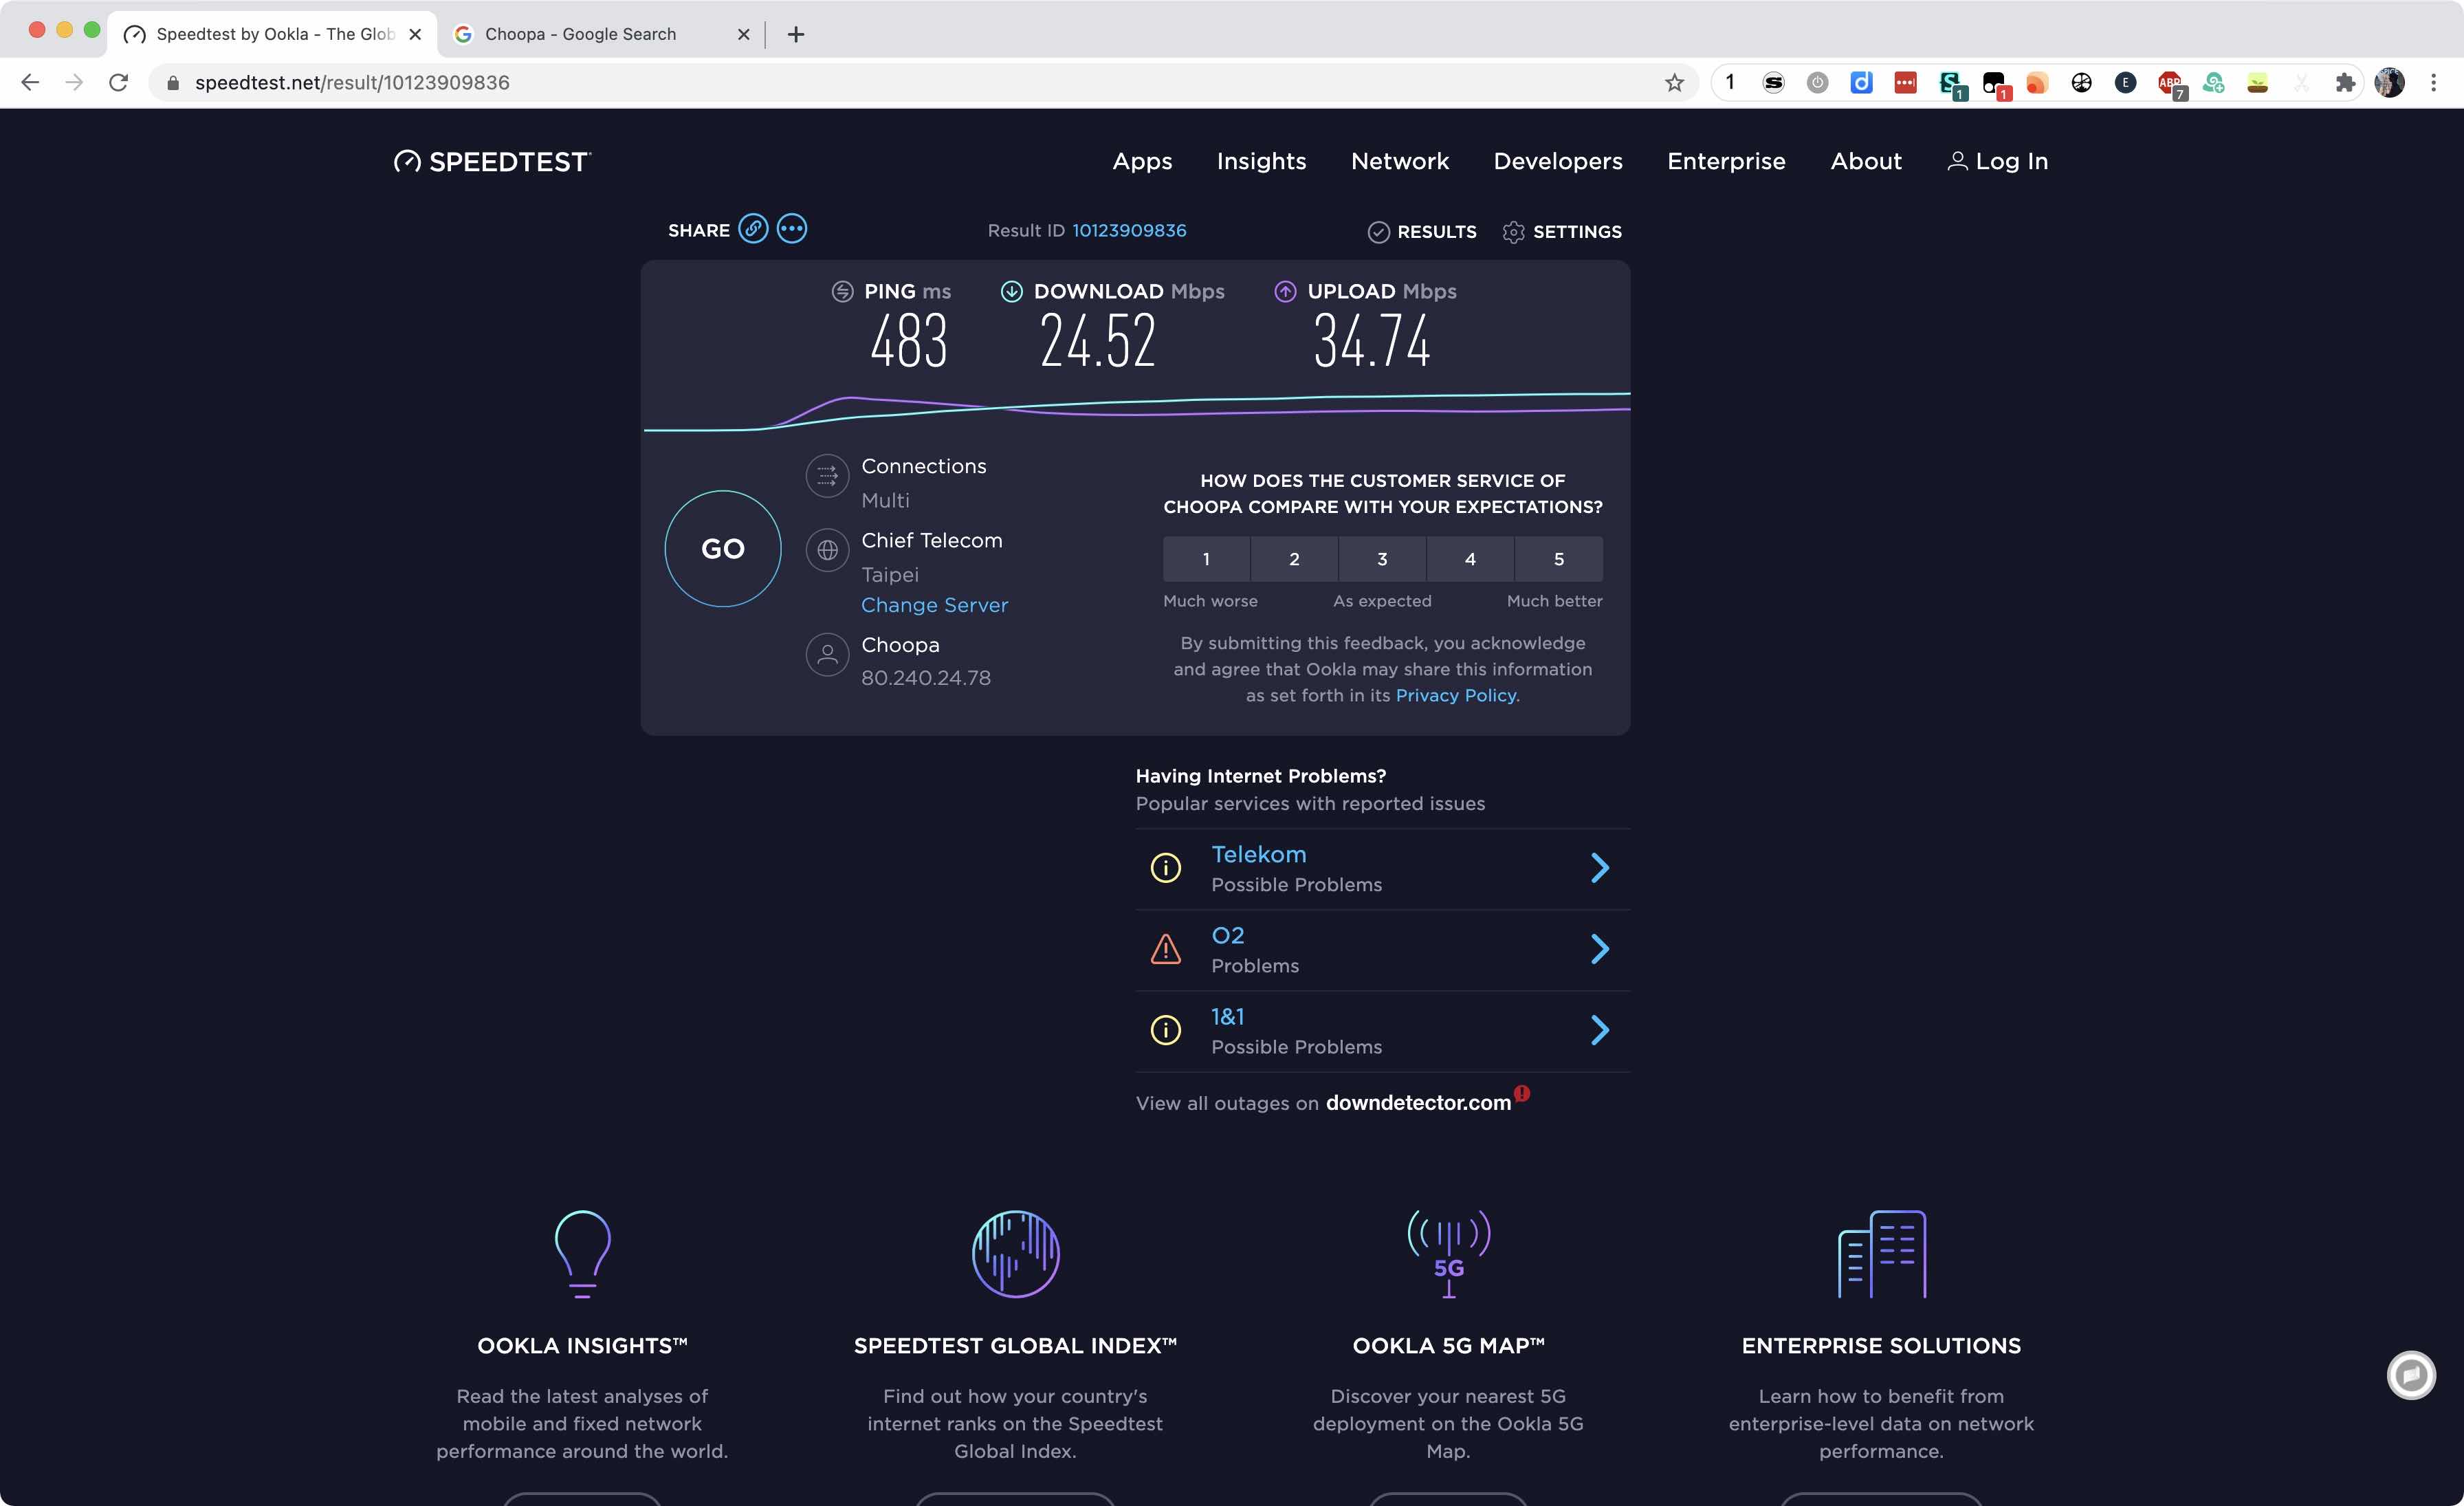 Speedtest by Ookla - The Glob
Choopa - Google Search
speedtest.net/result/10123909836
1
1
1
E
ABP
7
SPEEDTEST
Apps
Insights
Network
Developers
Enterprise
About
Log In
SHARE
Result ID 10123909836
RESULTS
SETTINGS
PING ms
DOWNLOAD Mbps
UPLOAD Mbps
483
24.52
34.74
GO
Connections
Multi
Chief Telecom
Taipei
Change Server
Choopa
80.240.24.78
HOW DOES THE CUSTOMER SERVICE OF
CHOOPA COMPARE WITH YOUR EXPECTATIONS?
1
2
3
4
5
Much worse
As expected
Much better
By submitting this feedback, you acknowledge
and agree that Ookla may share this information
as set forth in its Privacy Policy.
Having Internet Problems?
Popular services with reported issues
Telekom
Possible Problems
O2
Problems
1&1
Possible Problems
View all outages on downdetector.com
5G
OOKLA INSIGHTS™
SPEEDTEST GLOBAL INDEX™
OOKLA 5G MAP™
ENTERPRISE SOLUTIONS
Read the latest analyses of
mobile and fixed network
performance around the world.
Find out how your country's
internet ranks on the Speedtest
Global Index.
Discover your nearest 5G
deployment on the Ookla 5G
Map.
Learn how to benefit from
enterprise-level data on network
performance.